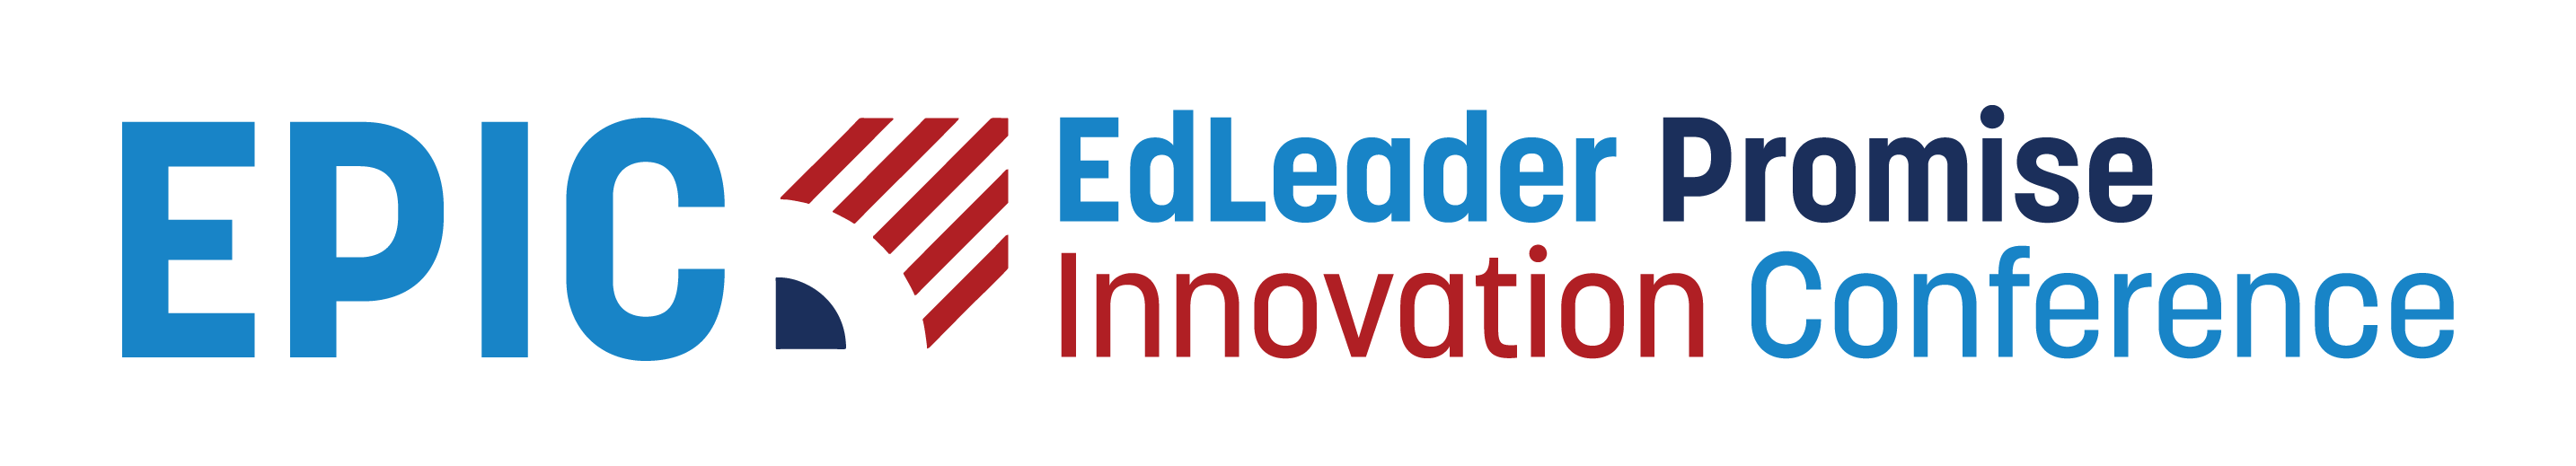 EPIC
EdLeader Promise
Innovation Conference